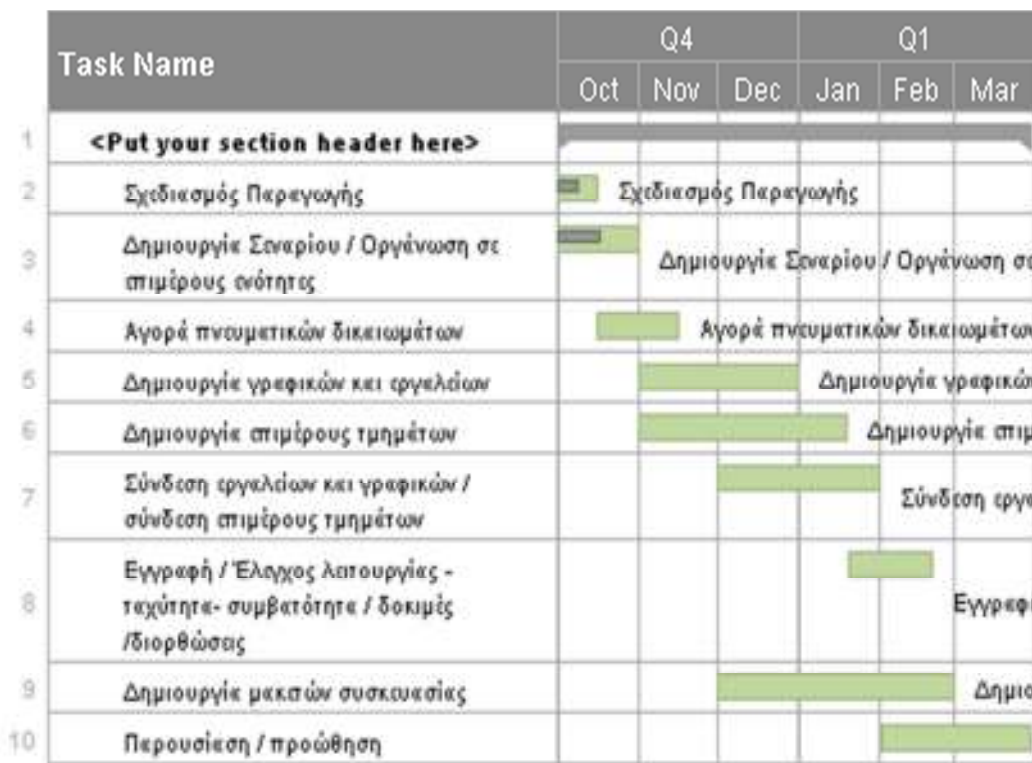 Task Name
Q4 Q1
Oct Nov Dec Jan Feb Mar
1 <Put your section header here>
2 Σχεδιασμός Παραγωγής Σχεδιασμός Παραγωγής
3 Δημιουργία Σεναρίου / Οργάνωση σε
επιμέρους ενότητες
Δημιουργία Σεναρίου / Οργάνωση σε
4 Αγορά πνευματικών δικαιωμάτων Αγορά πνευματικών δικαιωμάτων
5 Δημιουργία γραφικών και εργαλείων Δημιουργία γραφικών
6 Δημιουργία επιμέρους τμημάτων Δημιουργία επιμ
7 Σύνδεση εργαλείων και γραφικών /
σύνδεση επιμέρους τμημάτων
Σύνδεση εργα
8 Εγγραφή / Έλεγχος λειτουργίας -
ταχύτητα- συμβατότητα / δοκιμές
/διορθώσεις
Εγγραφ
9 Δημιουργία μακετών συσκευασίας Δημιο
10 Παρουσίαση / προώθηση